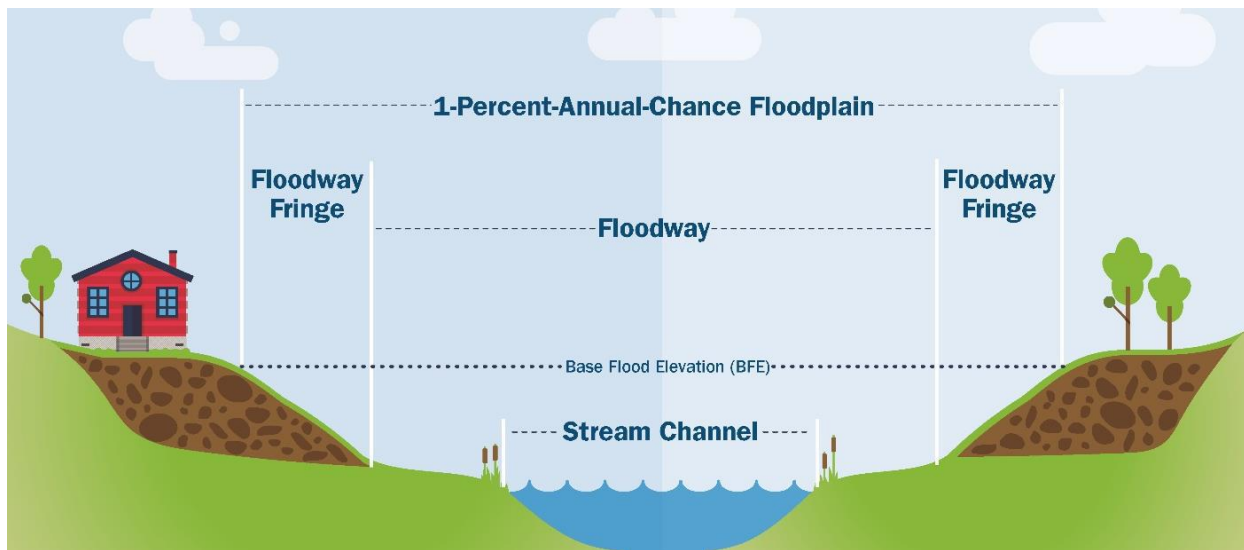 1-Percent-Annual-Chance Floodplain
Floodway
Fringe
Floodway
Fringe
Floodway
Base Flood Elevation (BFE)
Stream Channel